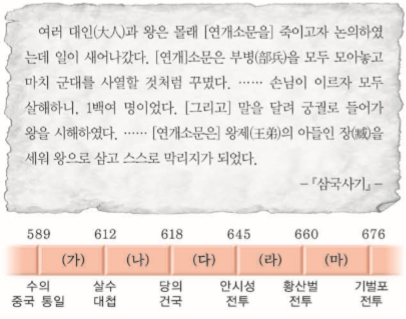 여러 대인(大人)과 왕은 몰래 [연개소문을] 죽이고자 논의하였
는데 일이 새어나갔다. [연개]소문은 부병(部兵)을 모두 모아놓고
마치 군대를 사열할 것처럼 꾸몄다. …… 손님이 이르자 모두
살해하니, 1백여 명이었다. [그리고] 말을 달려 궁궐로 들어가
왕을 시해하였다. …… [연개소문은] 왕제(王弟)의 아들인 장(臧)을
세워 왕으로 삼고 스스로 막리지가 되었다.
-『삼국사기』-
589 612 618 645 660 676
(가) (나) (다) (라) (마)
수의 살수 당의 안시성 황산벌 기벌포
중국 통일 대첩 건국 전투 전투 전투